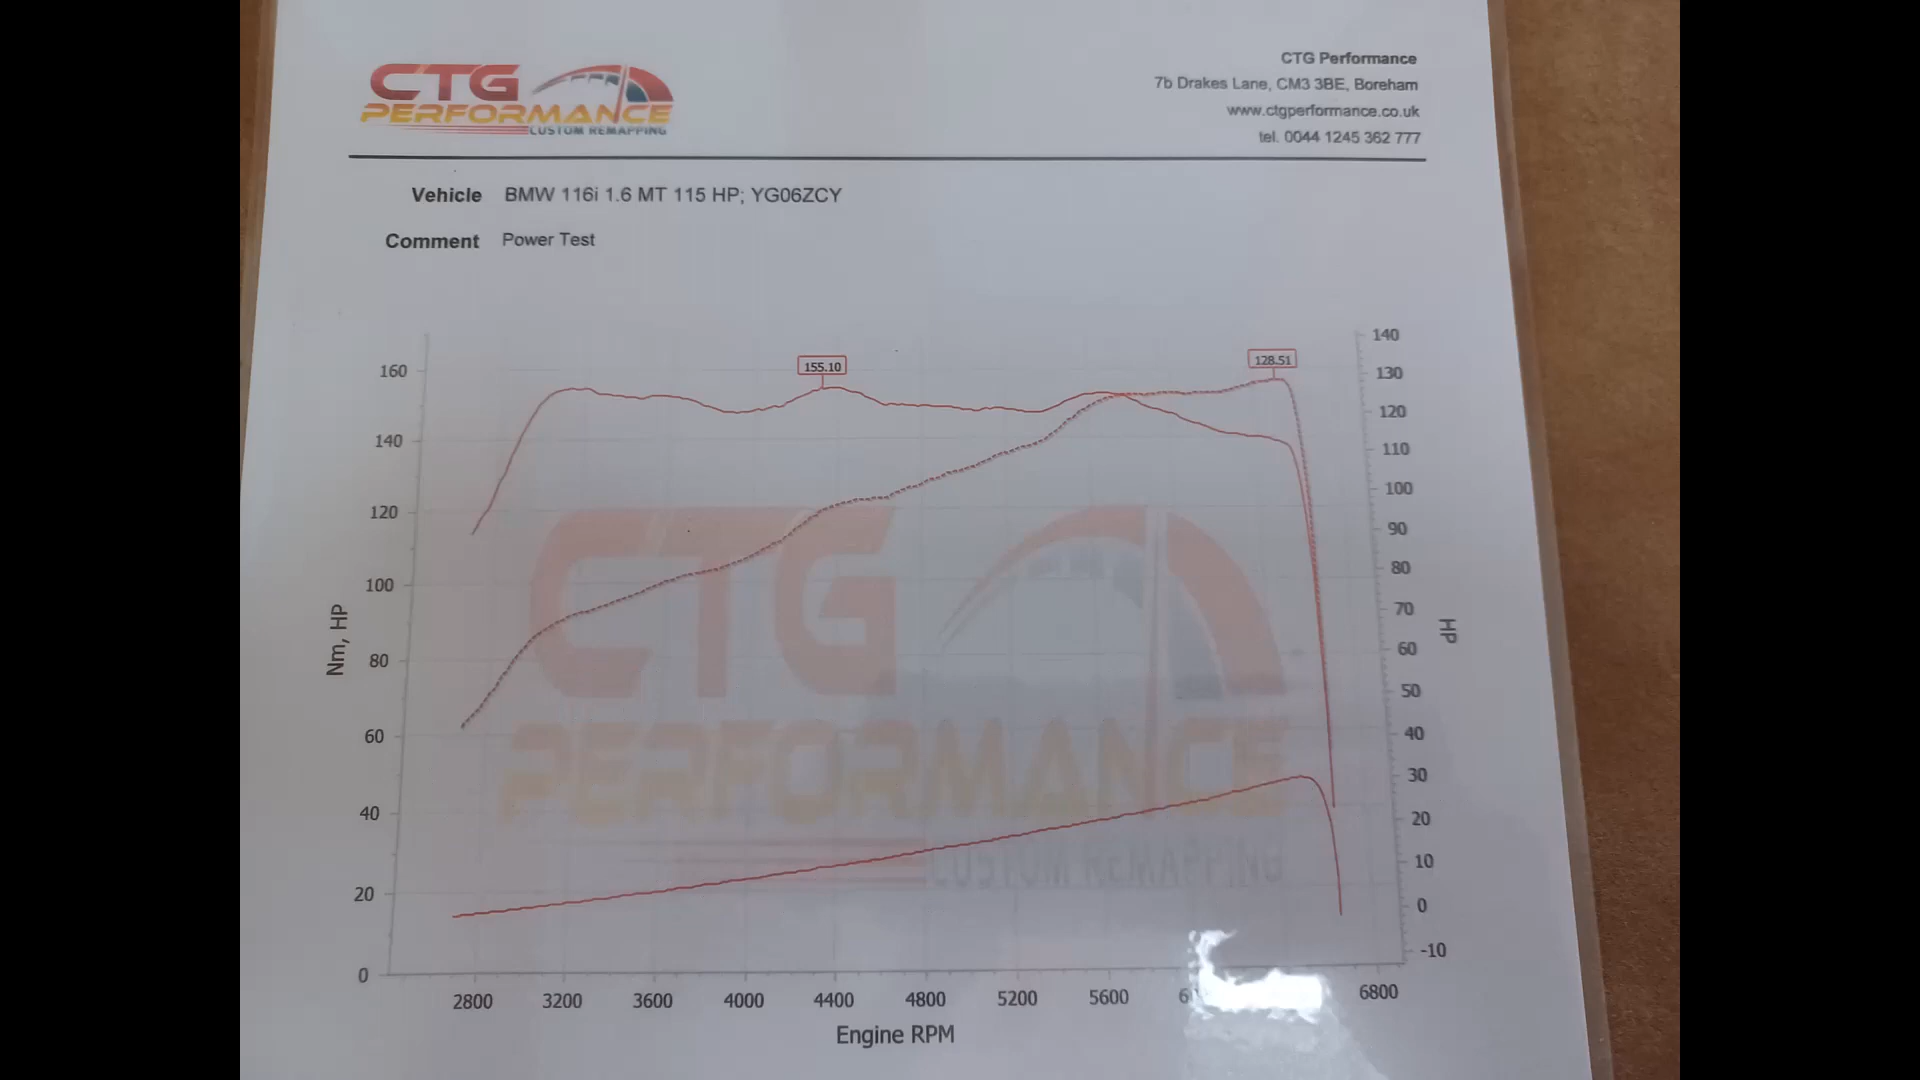 CTG
PERFORMANCE
CUSTOM REMAPPING
CTG Performance
7b Drakes Lane, CM3 3BE, Boreham
www.ctgperformance.co.uk
tel. 0044 1245 362 777
Vehicle BMW 116i 1.6 MT 115 HP; YG06ZCY
Comment Power Test
155.10
128.51
160
140
120
100
80
60
40
20
0
Nm, HP
140
130
120
110
100
90
80
70
60
50
40
30
20
10
0
-10
HP
CTG
PERFORMANCE
CUSTOM REMAPPING
2800 3200 3600 4000 4400 4800 5200 5600 6800
Engine RPM